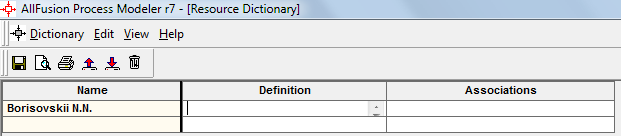 AllFusion Process Modeler r7 - [Resource Dictionary]
Dictionary Edit View Help
Name Definition Associations
Borisovskii N.N.